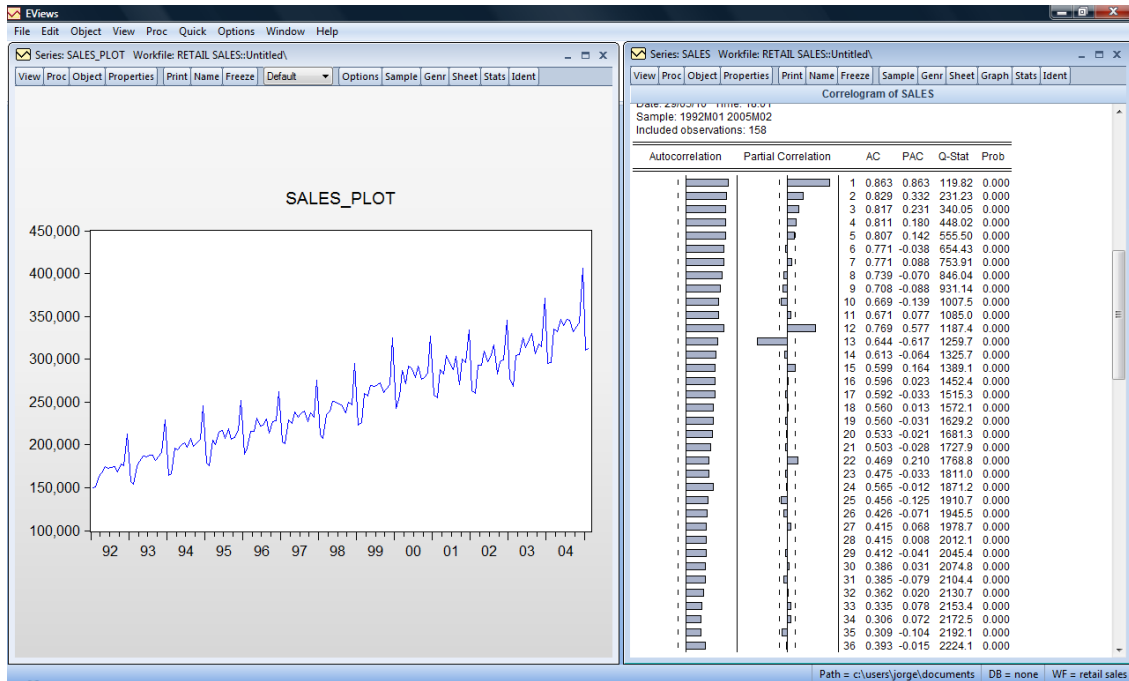 EViews
File Edit Object View Proc Quick Options Window Help
Series: SALES_PLOT Workfile: RETAIL SALES::Untitled\
View Proc Object Properties Print Name Freeze Default Options Sample Genr Sheet Stats Ident
SALES_PLOT
450,000
400,000
350,000
300,000
250,000
200,000
150,000
100,000
92 93 94 95 96 97 98 99 00 01 02 03 04
Series: SALES Workfile: RETAIL SALES::Untitled\
View Proc Object Properties Print Name Freeze Sample Genr Sheet Graph Stats Ident
Correlogram of SALES
Sample: 1992M01 2005M02
Included observations: 158
Autocorrelation Partial Correlation AC PAC Q-Stat Prob
1 0.863 0.863 119.82 0.000
2 0.829 0.332 231.23 0.000
3 0.817 0.231 340.05 0.000
4 0.811 0.180 448.02 0.000
5 0.807 0.142 555.50 0.000
6 0.771 -0.038 654.43 0.000
7 0.771 0.088 753.91 0.000
8 0.739 -0.070 846.04 0.000
9 0.708 -0.088 931.14 0.000
10 0.669 -0.139 1007.5 0.000
11 0.671 0.077 1085.0 0.000
12 0.769 0.577 1187.4 0.000
13 0.644 -0.617 1259.7 0.000
14 0.613 -0.064 1325.7 0.000
15 0.599 0.164 1389.1 0.000
16 0.596 0.023 1452.4 0.000
17 0.592 -0.033 1515.3 0.000
18 0.560 0.013 1572.1 0.000
19 0.560 -0.031 1629.2 0.000
20 0.533 -0.021 1681.3 0.000
21 0.503 -0.028 1727.9 0.000
22 0.469 0.210 1768.8 0.000
23 0.475 -0.033 1811.0 0.000
24 0.565 -0.012 1871.2 0.000
25 0.456 -0.125 1910.7 0.000
26 0.426 -0.071 1945.5 0.000
27 0.415 0.068 1978.7 0.000
28 0.415 0.008 2012.1 0.000
29 0.412 -0.041 2045.4 0.000
30 0.386 0.031 2074.8 0.000
31 0.385 -0.079 2104.4 0.000
32 0.362 0.020 2130.7 0.000
33 0.335 0.078 2153.4 0.000
34 0.306 0.072 2172.5 0.000
35 0.309 -0.104 2192.1 0.000
36 0.393 -0.015 2224.1 0.000
Path = c:\users\jorge\documents DB = none WF = retail sales